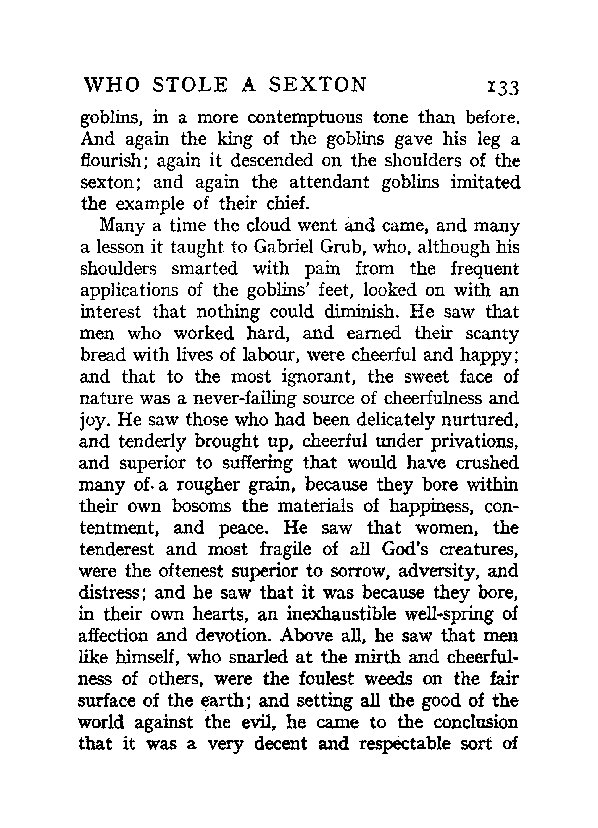 WHO STOLE A SEXTON 133
goblins, in a more contemptuous tone than before.
And again the king of the goblins gave his leg a
flourish; again it descended on the shoulders of the
sexton; and again the attendant goblins imitated
the example of their chief.
Many a time the cloud went and came, and many
a lesson it taught to Gabriel Grub, who, although his
shoulders smarted with pain from the frequent
applications of the goblins' feet, looked on with an
interest that nothing could diminish. He saw that
men who worked hard, and earned their scanty
bread with lives of labour, were cheerful and happy;
and that to the most ignorant, the sweet face of
nature was a never-failing source of cheerfulness and
joy. He saw those who had been delicately nurtured,
and tenderly brought up, cheerful under privations,
and superior to suffering that would have crushed
many of a rougher grain, because they bore within
their own bosoms the materials of happiness, con-
tentment, and peace. He saw that women, the
tenderest and most fragile of all God's creatures,
were the oftenest superior to sorrow, adversity, and
distress; and he saw that it was because they bore,
in their own hearts, an inexhaustible well-spring of
affection and devotion. Above all, he saw that men
like himself, who snarled at the mirth and cheerful-
ness of others, were the foulest weeds on the fair
surface of the earth; and setting all the good of the
world against the evil, he came to the conclusion
that it was a very decent and respectable sort of